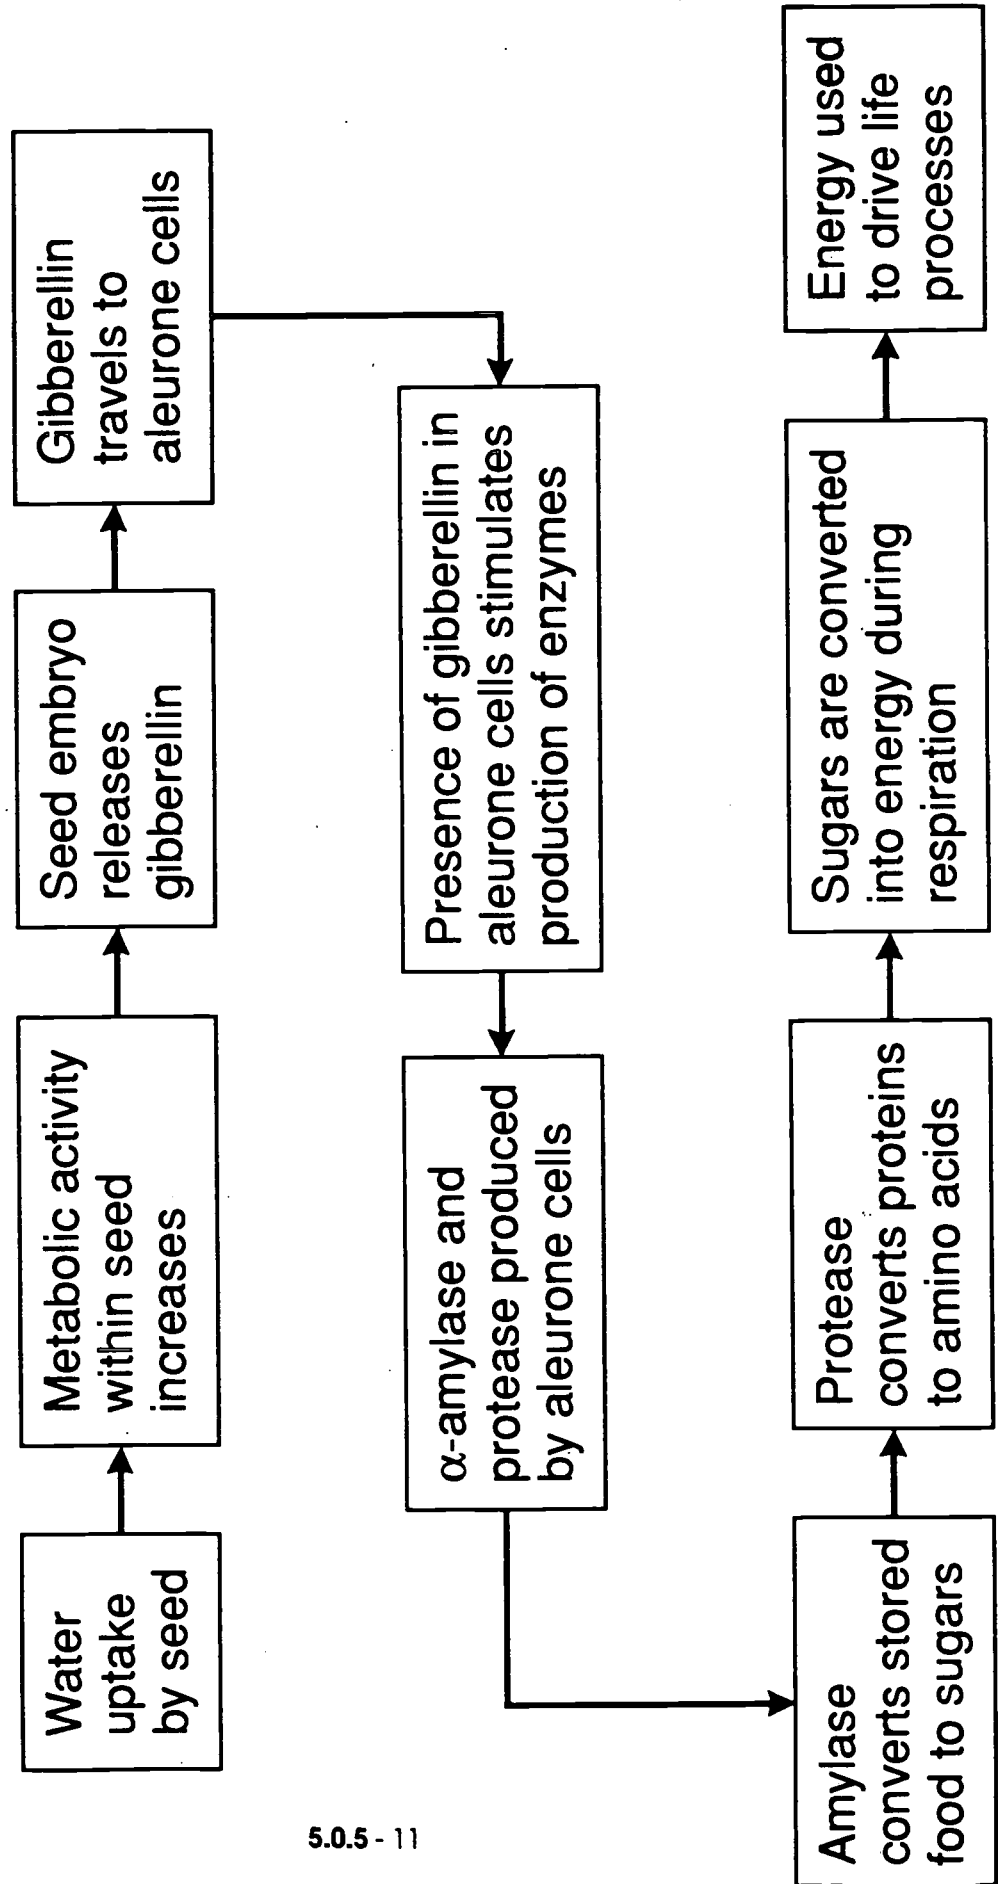 Water
uptake
by seed
Metabolic activity
within seed
increases
Seed embryo
releases
gibberellin
Gibberellin
travels to
aleurone cells
Presence of gibberellin in
aleurone cells stimulates
production of enzymes
α-amylase and
protease produced
by aleurone cells
Amylase
converts stored
food to sugars
Protease
converts proteins
to amino acids
Sugars are converted
into energy during
respiration
Energy used
to drive life
processes
5.0.5 - 11